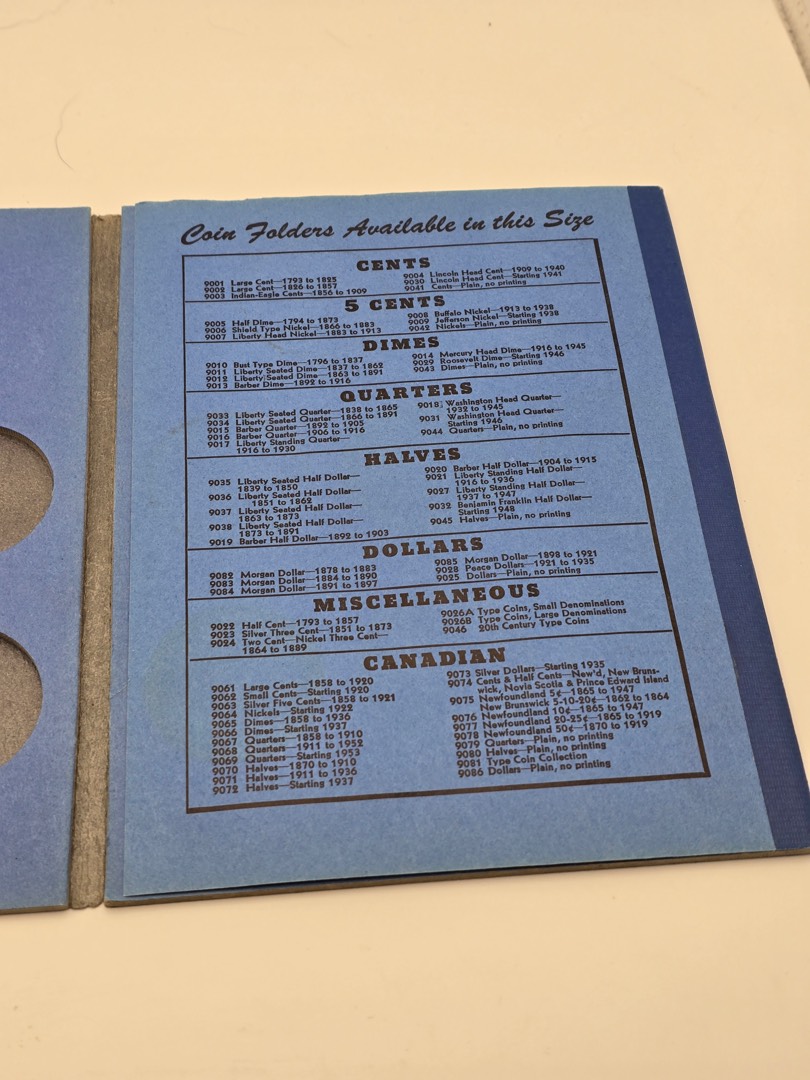 Coin Folders Available in this Size
CENTS
9001 Large Cent—1793 to 1825
9002 Large Cent—1826 to 1857
9003 Indian-Eagle Cents—1856 to 1909
9004 Lincoln Head Cent—1909 to 1940
9030 Lincoln Head Cent—Starting 1941
9041 Cents—Plain, no printing
5 CENTS
9005 Half Dime—1794 to 1873
9006 Shield Type Nickel—1866 to 1883
9007 Liberty Head Nickel—1883 to 1913
9008 Buffalo Nickel—1913 to 1938
9009 Jefferson Nickel—Starting 1938
9042 Nickels—Plain, no printing
DIMES
9010 Bust Type Dime—1796 to 1837
9011 Liberty Seated Dime—1837 to 1862
9012 Liberty Seated Dime—1863 to 1891
9013 Barber Dime—1892 to 1916
9014 Mercury Head Dime—1916 to 1945
9029 Roosevelt Dime—Starting 1946
9043 Dimes—Plain, no printing
QUARTERS
9033 Liberty Seated Quarter—1838 to 1865
9034 Liberty Seated Quarter—1866 to 1891
9015 Barber Quarter—1892 to 1905
9016 Barber Quarter—1906 to 1916
9017 Liberty Standing Quarter—
1916 to 1930
9018 Washington Head Quarter—
1932 to 1945
9031 Washington Head Quarter—
Starting 1946
9044 Quarters—Plain, no printing
HALVES
9035 Liberty Seated Half Dollar—
1839 to 1850
9036 Liberty Seated Half Dollar—
1851 to 1862
9037 Liberty Seated Half Dollar—
1863 to 1873
9038 Liberty Seated Half Dollar—
1873 to 1891
9019 Barber Half Dollar—1892 to 1903
9020 Barber Half Dollar—1904 to 1915
9021 Liberty Standing Half Dollar—
1916 to 1936
9027 Liberty Standing Half Dollar—
1937 to 1947
9032 Benjamin Franklin Half Dollar—
Starting 1948
9045 Halves—Plain, no printing
DOLLARS
9082 Morgan Dollar—1878 to 1883
9083 Morgan Dollar—1884 to 1890
9084 Morgan Dollar—1891 to 1897
9085 Morgan Dollar—1898 to 1921
9028 Peace Dollars—1921 to 1935
9025 Dollars—Plain, no printing
MISCELLANEOUS
9022 Half Cent—1793 to 1857
9023 Silver Three Cent—1851 to 1873
9024 Two Cent—Nickel Three Cent—
1864 to 1889
9026A Type Coins, Small Denominations
9026B Type Coins, Large Denominations
9046 20th Century Type Coins
CANADIAN
9061 Large Cents—1858 to 1920
9062 Small Cents—Starting 1920
9063 Silver Five Cents—1858 to 1921
9064 Nickels—Starting 1922
9065 Dimes—1858 to 1936
9066 Dimes—Starting 1937
9067 Quarters—1858 to 1910
9068 Quarters—1911 to 1952
9069 Quarters—Starting 1953
9070 Halves—1870 to 1910
9071 Halves—1911 to 1936
9072 Halves—Starting 1937
9073 Silver Dollars—Starting 1935
9074 Cents & Half Cents—New'd, New Bruns-
wick, Novia Scotia & Prince Edward Island
9075 Newfoundland 5¢—1865 to 1947
New Brunswick 5-10-20¢—1862 to 1864
9076 Newfoundland 10¢—1865 to 1947
9077 Newfoundland 20-25¢—1865 to 1919
9078 Newfoundland 50¢—1870 to 1919
9079 Quarters—Plain, no printing
9080 Halves—Plain, no printing
9081 Type Coin Collection
9086 Dollars—Plain, no printing